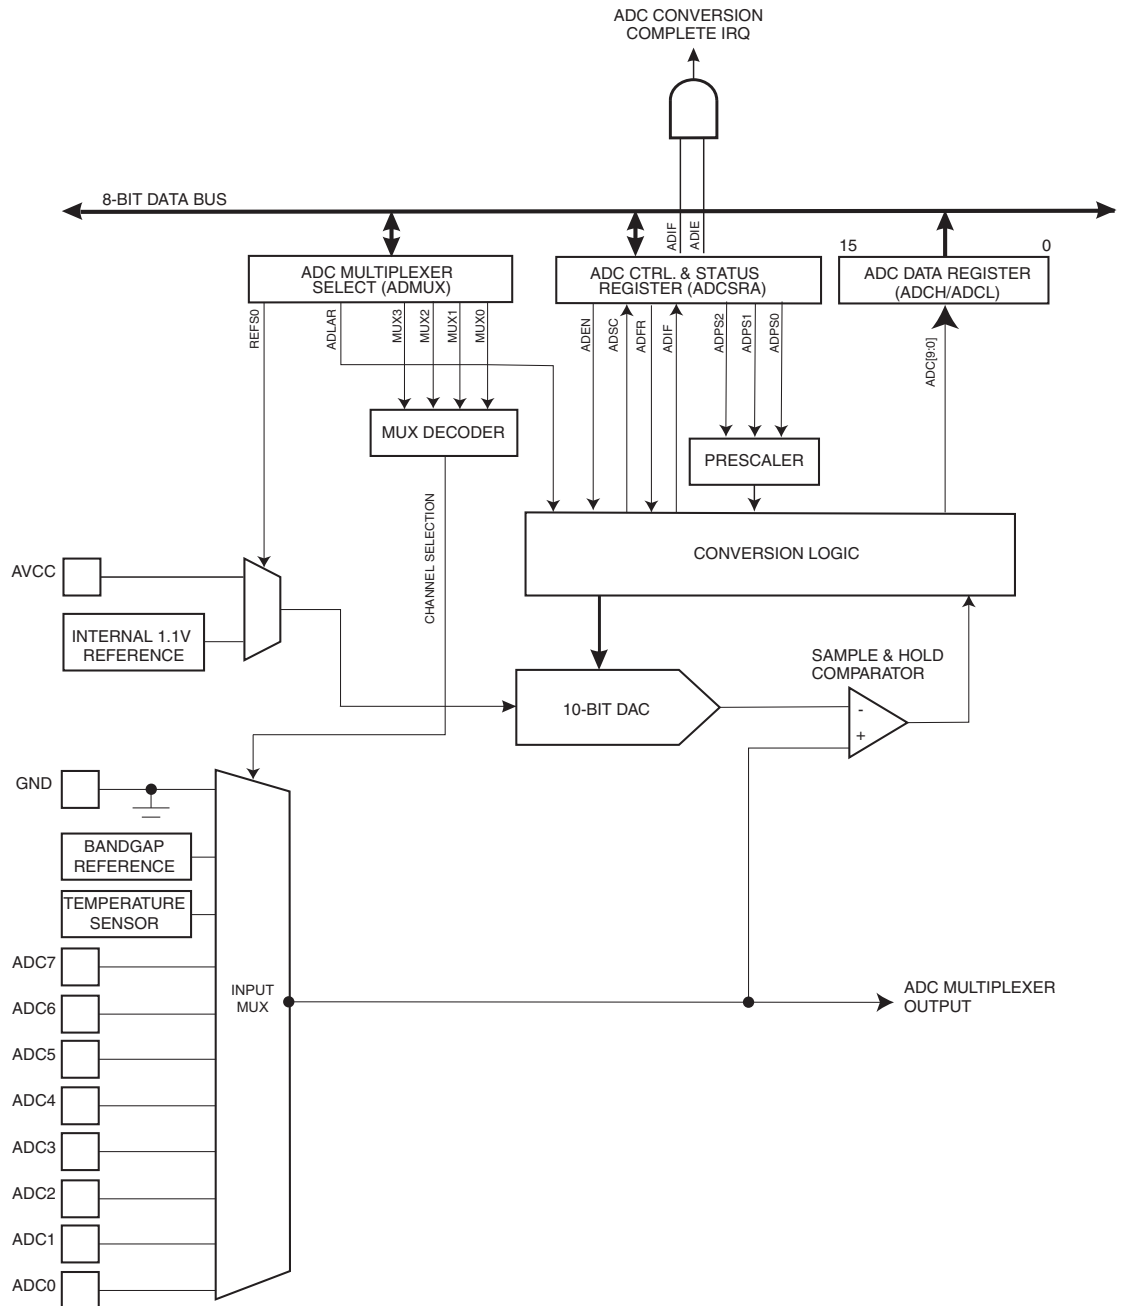 ADC CONVERSION
COMPLETE IRQ
8-BIT DATA BUS
ADIF
ADIE
15
0
ADC MULTIPLEXER
SELECT (ADMUX)
ADC CTRL. & STATUS
REGISTER (ADCSRA)
ADC DATA REGISTER
(ADCH/ADCL)
REFS0
ADLAR
MUX3
MUX2
MUX1
MUX0
ADEN
ADSC
ADFR
ADIF
ADPS2
ADPS1
ADPS0
ADC[9:0]
MUX DECODER
PRESCALER
CHANNEL SELECTION
CONVERSION LOGIC
AVCC
INTERNAL 1.1V
REFERENCE
SAMPLE & HOLD
COMPARATOR
10-BIT DAC
-
+
GND
BANDGAP
REFERENCE
TEMPERATURE
SENSOR
ADC7
ADC6
ADC5
ADC4
ADC3
ADC2
ADC1
ADC0
INPUT
MUX
ADC MULTIPLEXER
OUTPUT